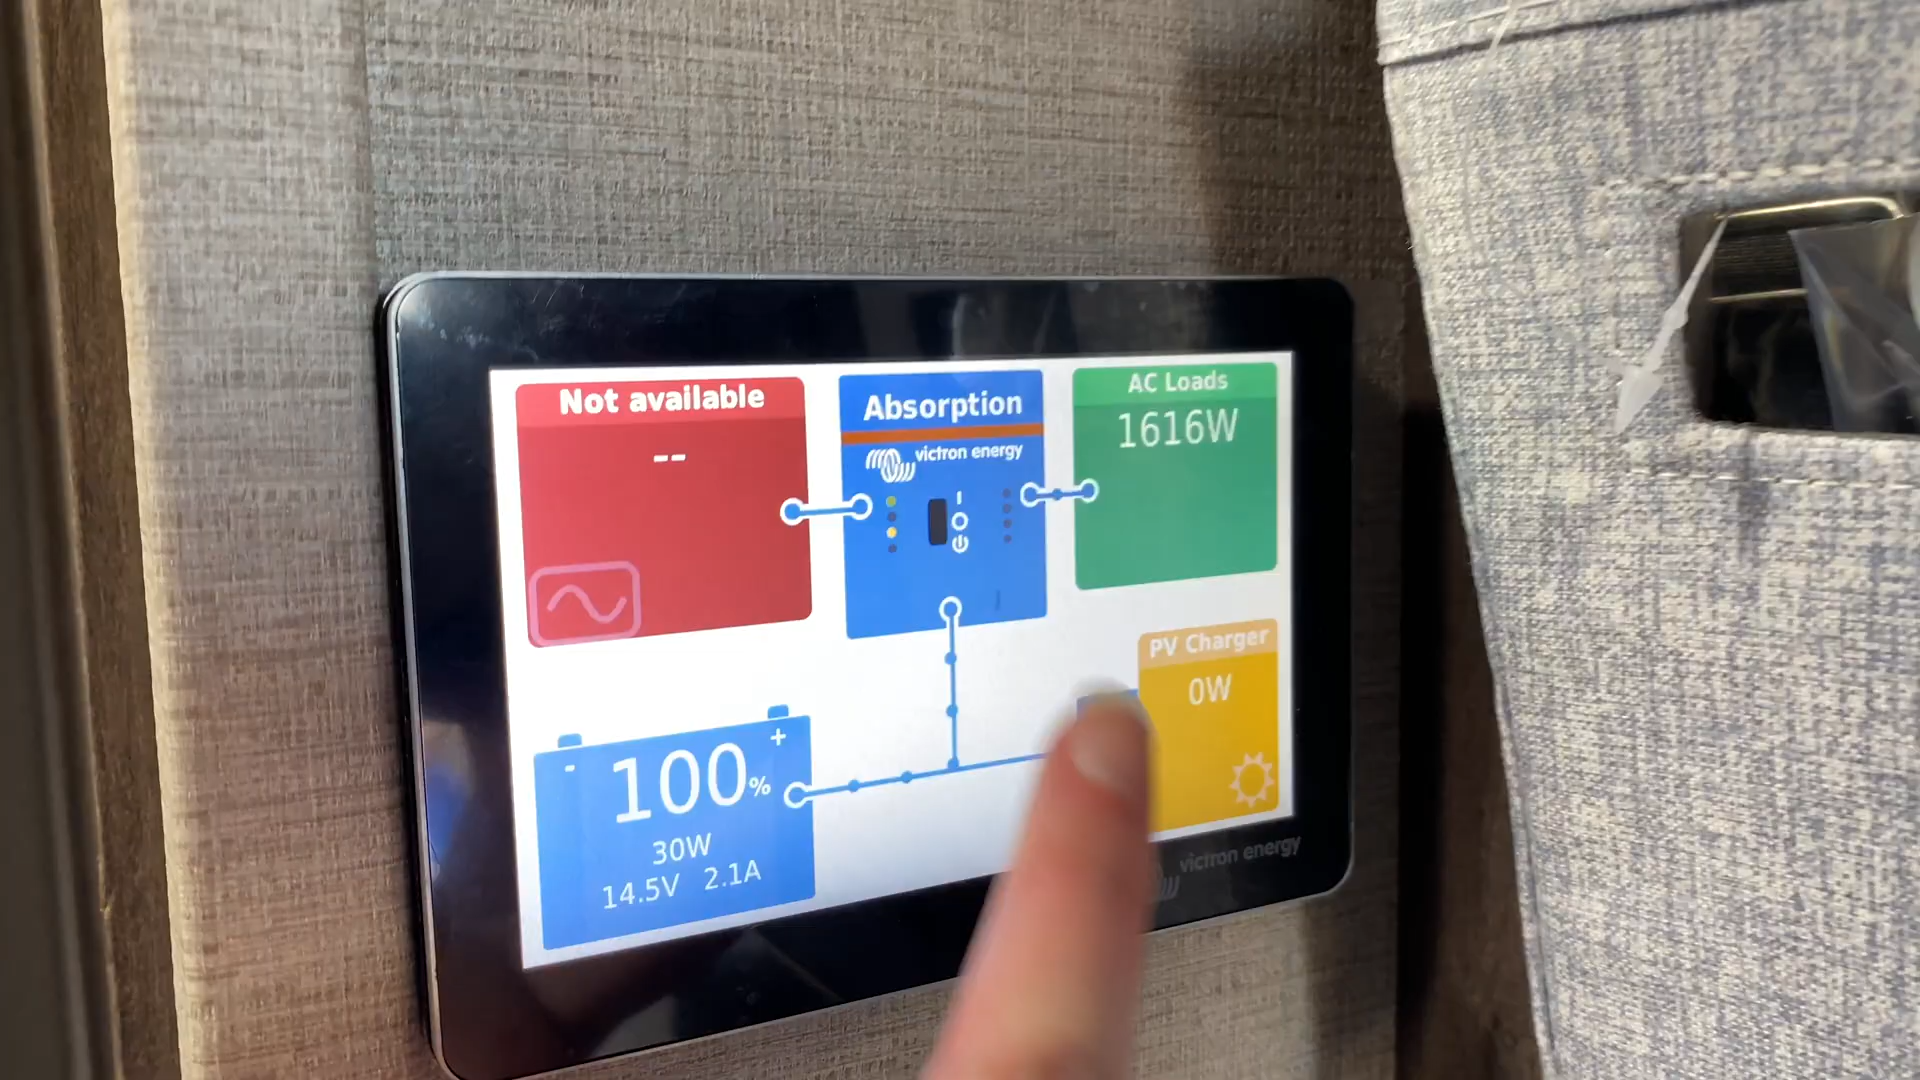 Not available
--
Absorption
victron energy
AC Loads
1616W
PV Charger
0W
- +
100%
30W
14.5V 2.1A
victron energy